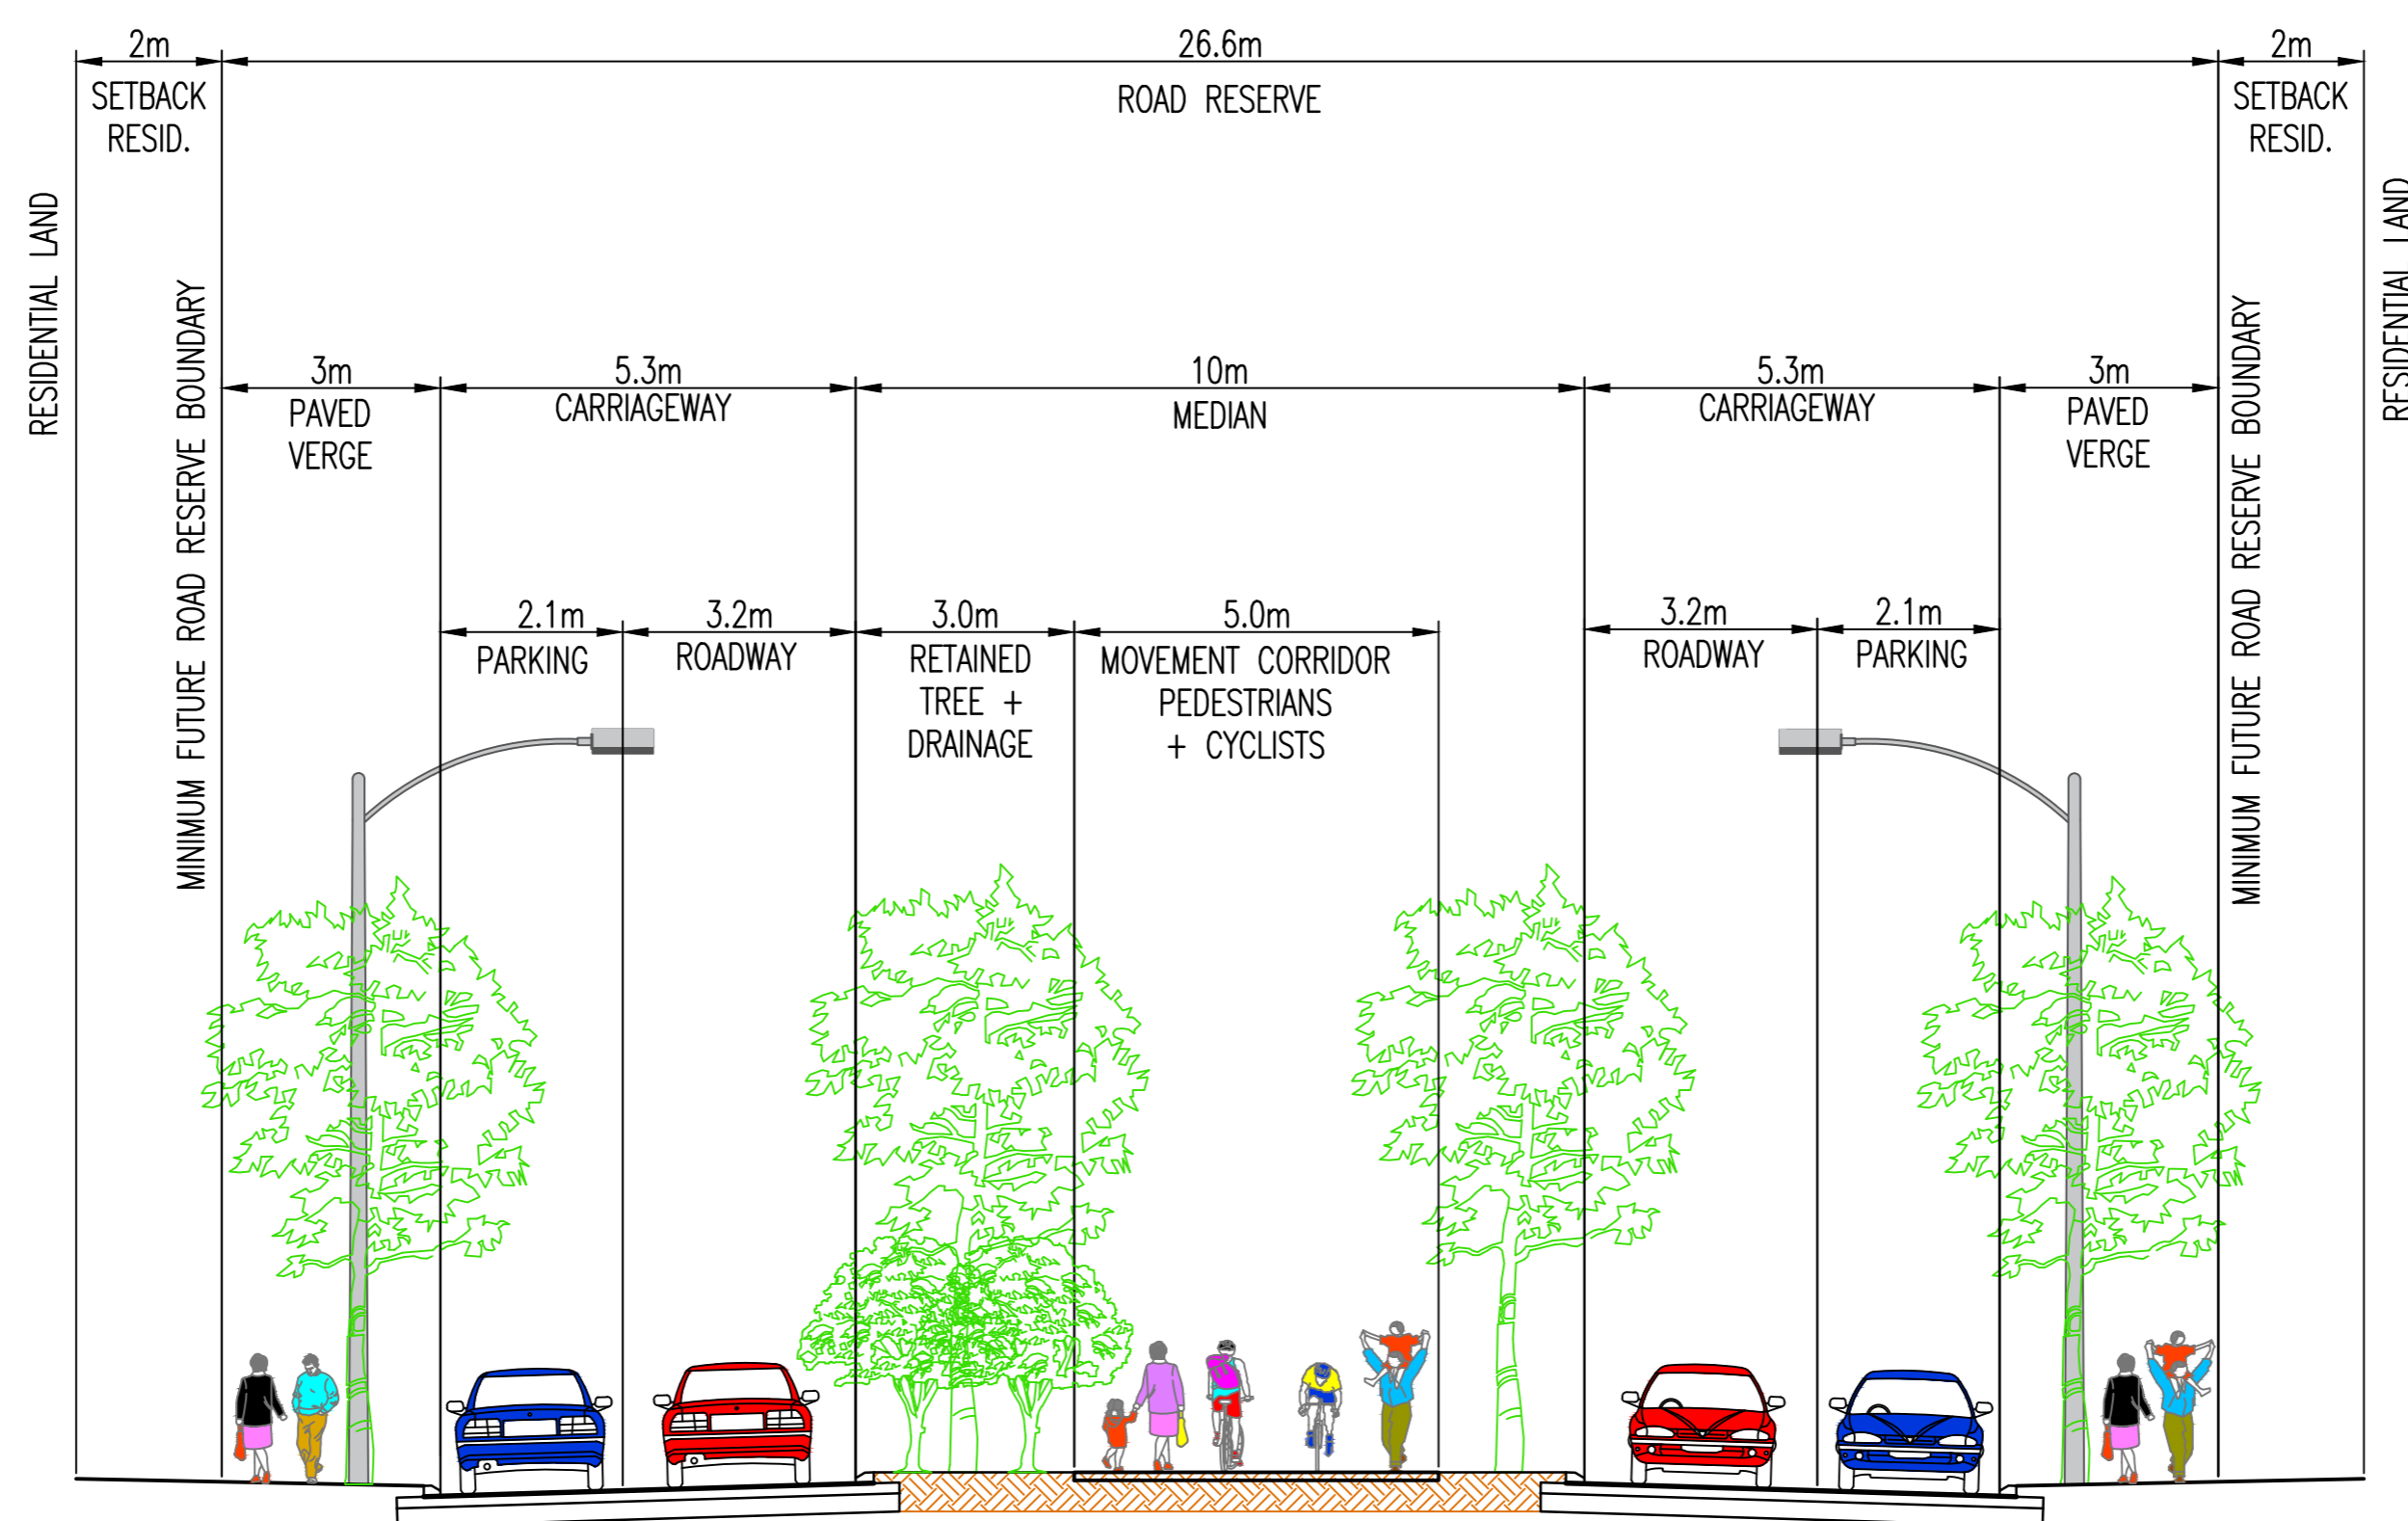 2m
26.6m
2m
SETBACK
RESID.
ROAD RESERVE
SETBACK
RESID.
RESIDENTIAL LAND
MINIMUM FUTURE ROAD RESERVE BOUNDARY
MINIMUM FUTURE ROAD RESERVE BOUNDARY
RESIDENTIAL LAND
3m
PAVED
VERGE
5.3m
CARRIAGEWAY
10m
MEDIAN
5.3m
CARRIAGEWAY
3m
PAVED
VERGE
2.1m
PARKING
3.2m
ROADWAY
3.0m
RETAINED
TREE +
DRAINAGE
5.0m
MOVEMENT CORRIDOR
PEDESTRIANS
+ CYCLISTS
3.2m
ROADWAY
2.1m
PARKING